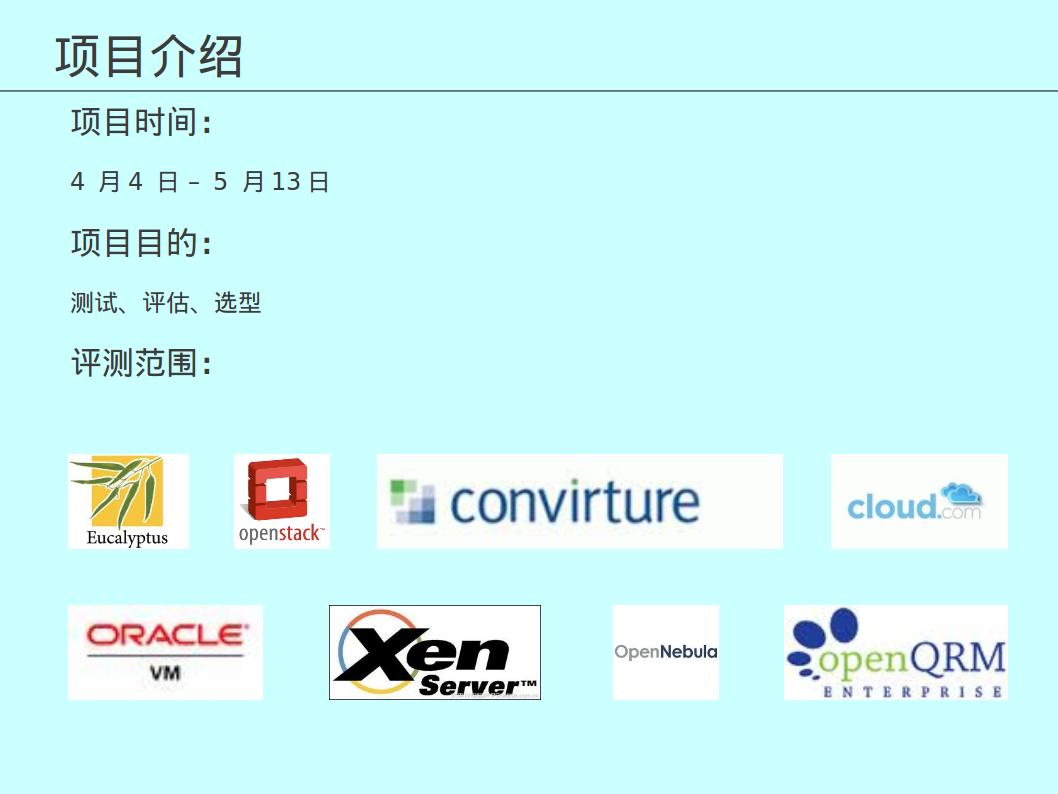 项目介绍
项目时间:
4 月4 日 – 5 月13日
项目目的:
测试、评估、选型
评测范围:
Eucalyptus
openstack™
convirture
cloud.com
ORACLE®
VM
Xen
Server™
OpenNebula
openQRM
ENTERPRISE